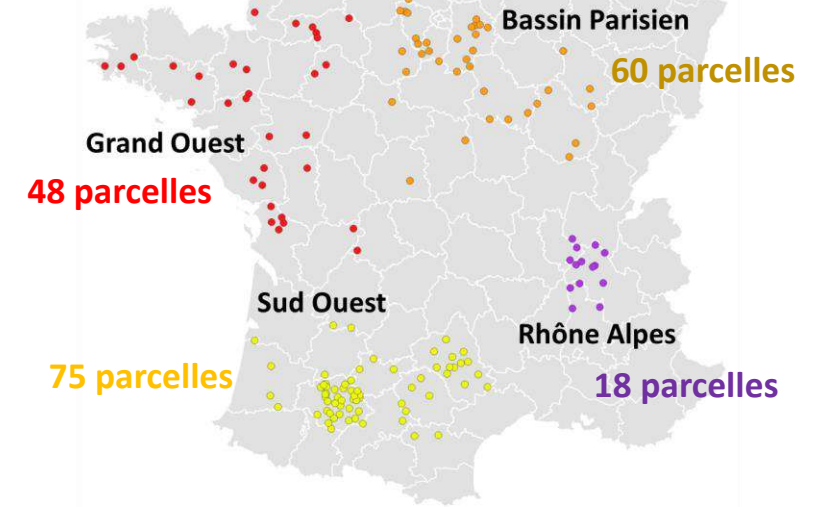 Bassin Parisien
60 parcelles
Grand Ouest
48 parcelles
Sud Ouest
75 parcelles
Rhône Alpes
18 parcelles